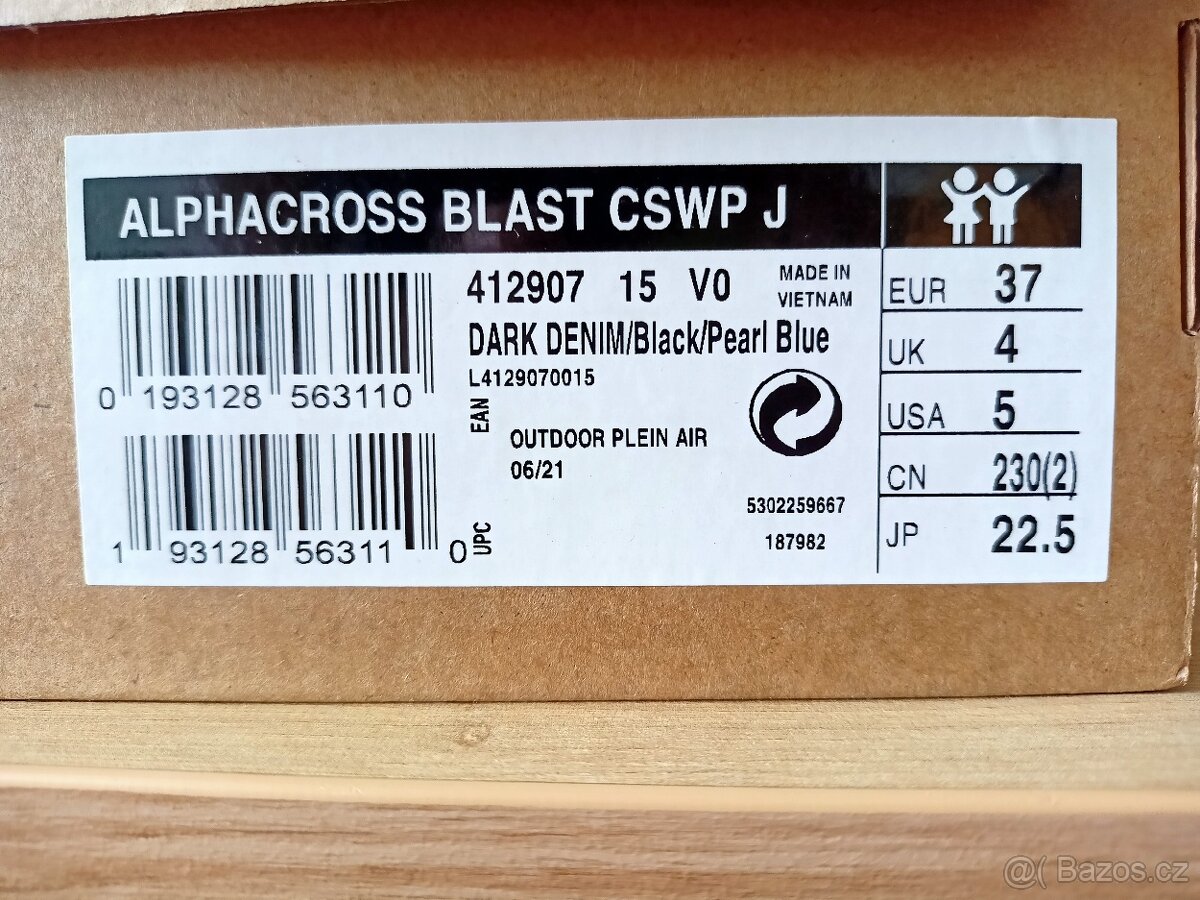 ALPHACROSS BLAST CSWP J
412907 15 V0
MADE IN
VIETNAM
DARK DENIM/Black/Pearl Blue
L4129070015
0 193128 563110
EAN
OUTDOOR PLEIN AIR
06/21
1 93128 56311 0
UPC
5302259667
187982
EUR 37
UK 4
USA 5
CN 230(2)
JP 22.5
@( Bazos.cz